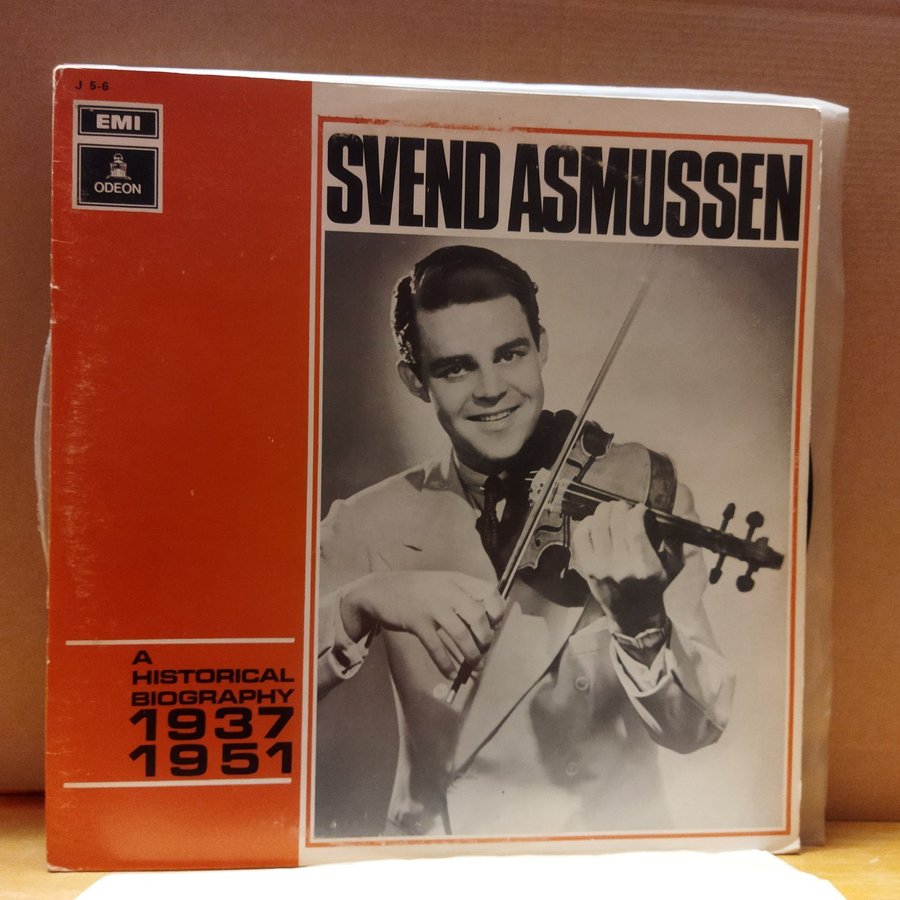 J 5-6
EMI
ODEON
SVEND ASMUSSEN
A
HISTORICAL
BIOGRAPHY
1937
1951